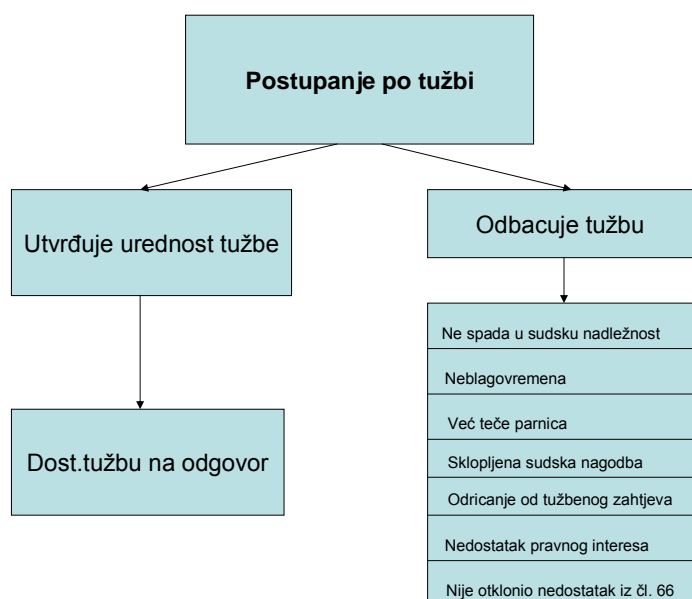 Postupanje po tužbi
Utvrđuje urednost tužbe
Odbacuje tužbu
Dost.tužbu na odgovor
Ne spada u sudsku nadležnost
Neblagovremena
Već teče parnica
Sklopljena sudska nagodba
Odricanje od tužbenog zahtjeva
Nedostatak pravnog interesa
Nije otklonio nedostatak iz čl. 66